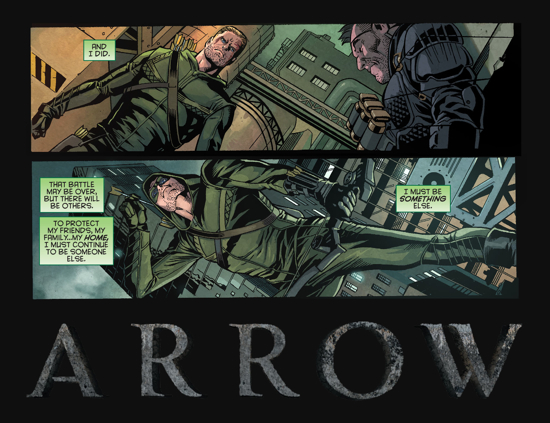 AND
I DID.
THAT BATTLE
MAY BE OVER,
BUT THERE WILL
BE OTHERS.
TO PROTECT
MY FRIENDS, MY
FAMILY...MY HOME,
I MUST CONTINUE
TO BE SOMEONE
ELSE.
I MUST BE
SOMETHING
ELSE.
ARROW